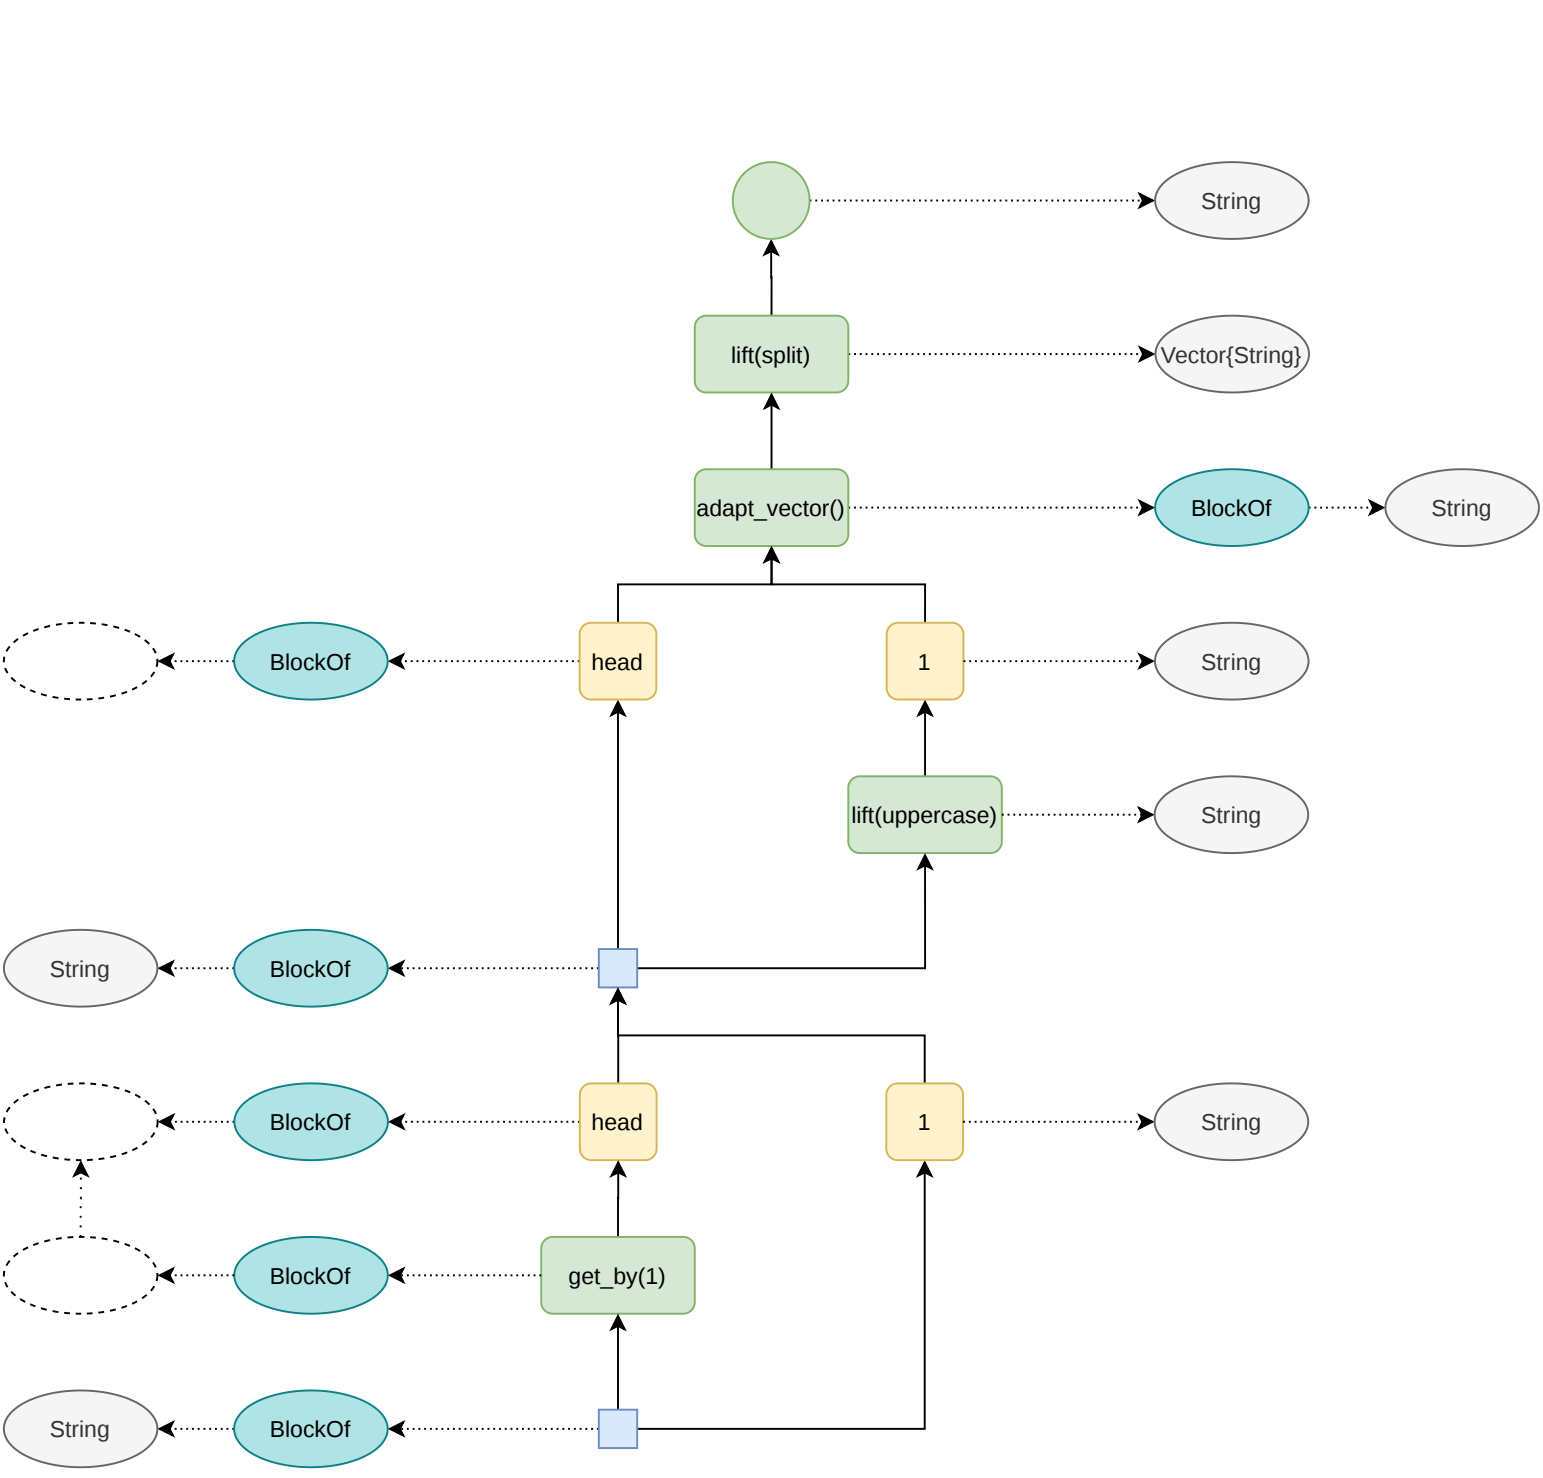 String
lift(split)
Vector{String}
adapt_vector()
BlockOf
String
BlockOf
head
1
String
lift(uppercase)
String
String
BlockOf
BlockOf
head
1
String
BlockOf
get_by(1)
String
BlockOf